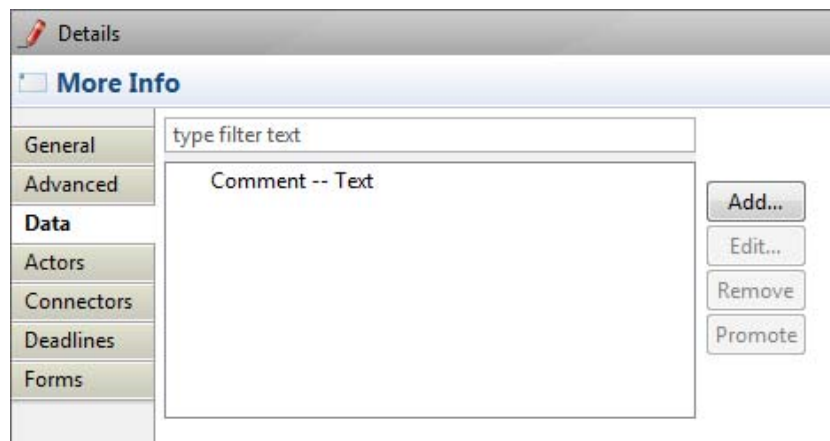 Details
More Info
General
Advanced
Data
Actors
Connectors
Deadlines
Forms
type filter text
Comment -- Text
Add...
Edit...
Remove
Promote